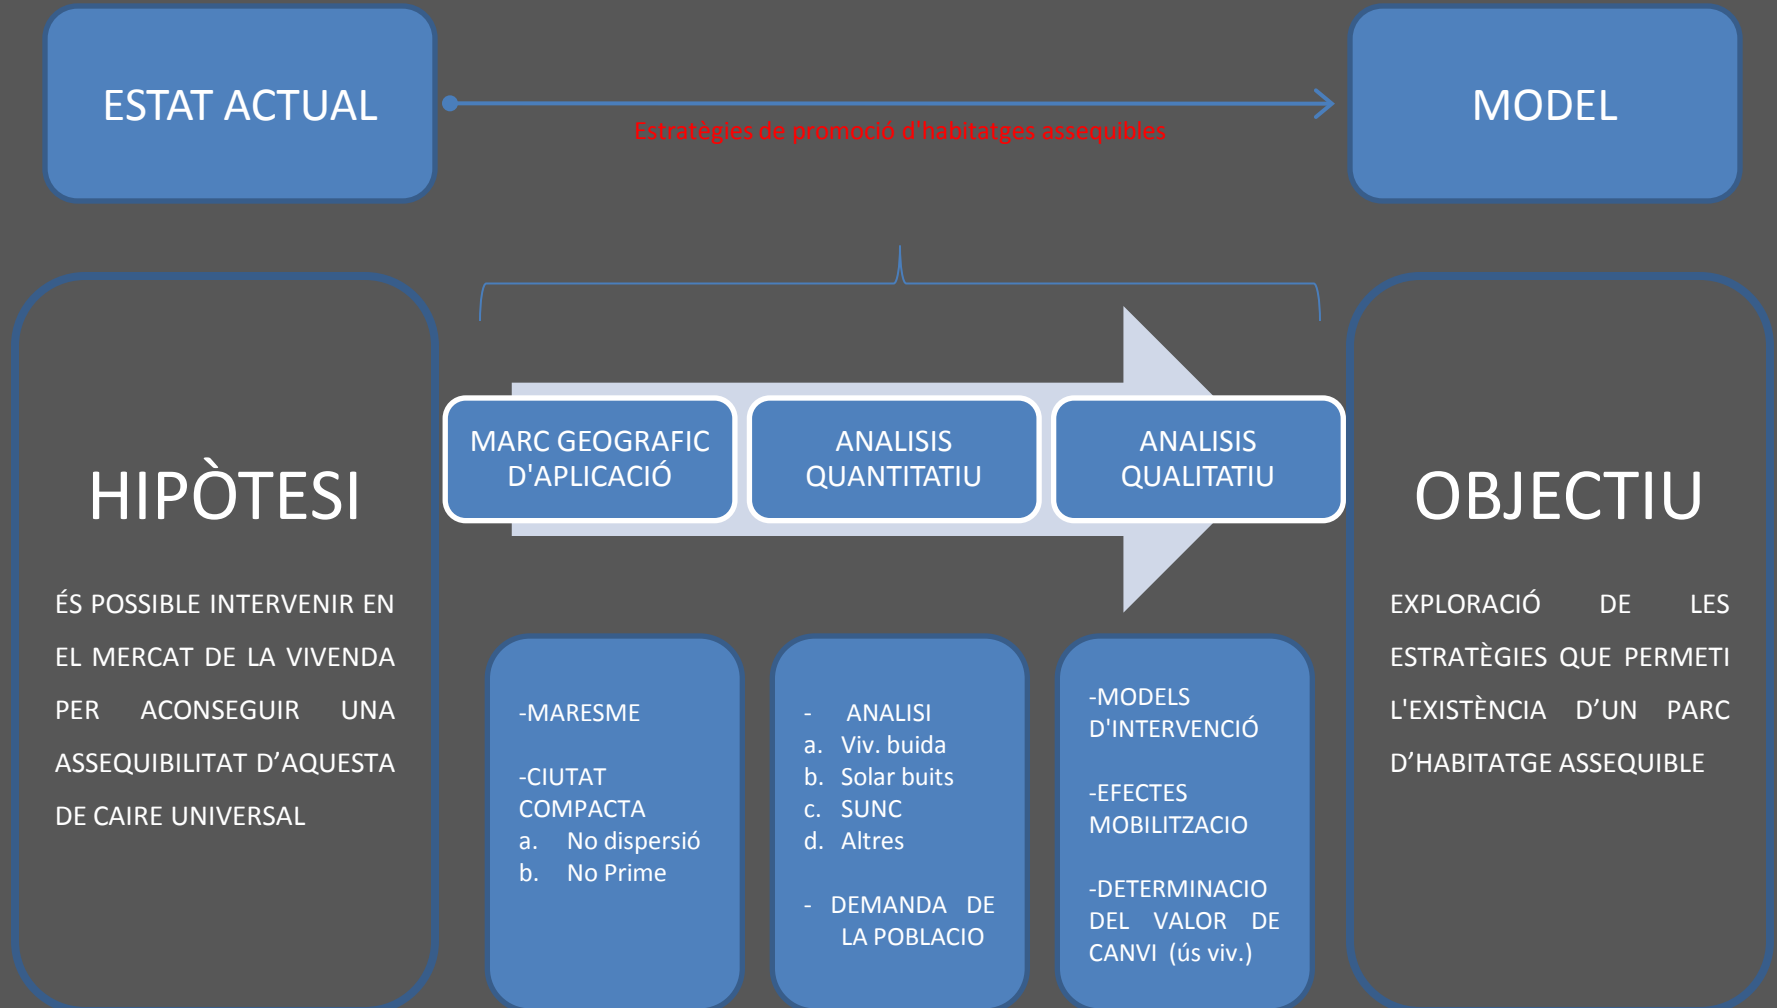 ESTAT ACTUAL
Estratègies de promoció d'habitatges assequibles
MODEL
HIPÒTESI
ÉS POSSIBLE INTERVENIR EN
EL MERCAT DE LA VIVENDA
PER ACONSEGUIR UNA
ASSEQUIBILITAT D’AQUESTA
DE CAIRE UNIVERSAL
MARC GEOGRAFIC
D'APLICACIÓ
ANALISIS
QUANTITATIU
ANALISIS
QUALITATIU
-MARESME
-CIUTAT
COMPACTA
a. No dispersió
b. No Prime
- ANALISI
a. Viv. buida
b. Solar buits
c. SUNC
d. Altres
- DEMANDA DE
LA POBLACIO
-MODELS
D'INTERVENCIÓ
-EFECTES
MOBILITZACIO
-DETERMINACIO
DEL VALOR DE
CANVI (ús viv.)
OBJECTIU
EXPLORACIÓ DE LES
ESTRATÈGIES QUE PERMETI
L'EXISTÈNCIA D’UN PARC
D’HABITATGE ASSEQUIBLE